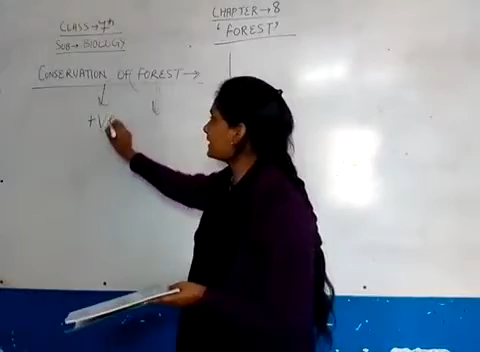 CLASS→7th
SUB→BIOLOGY
CHAPTER→8
'FOREST'
CONSERVATION OF FOREST→
↓ ↓
+V